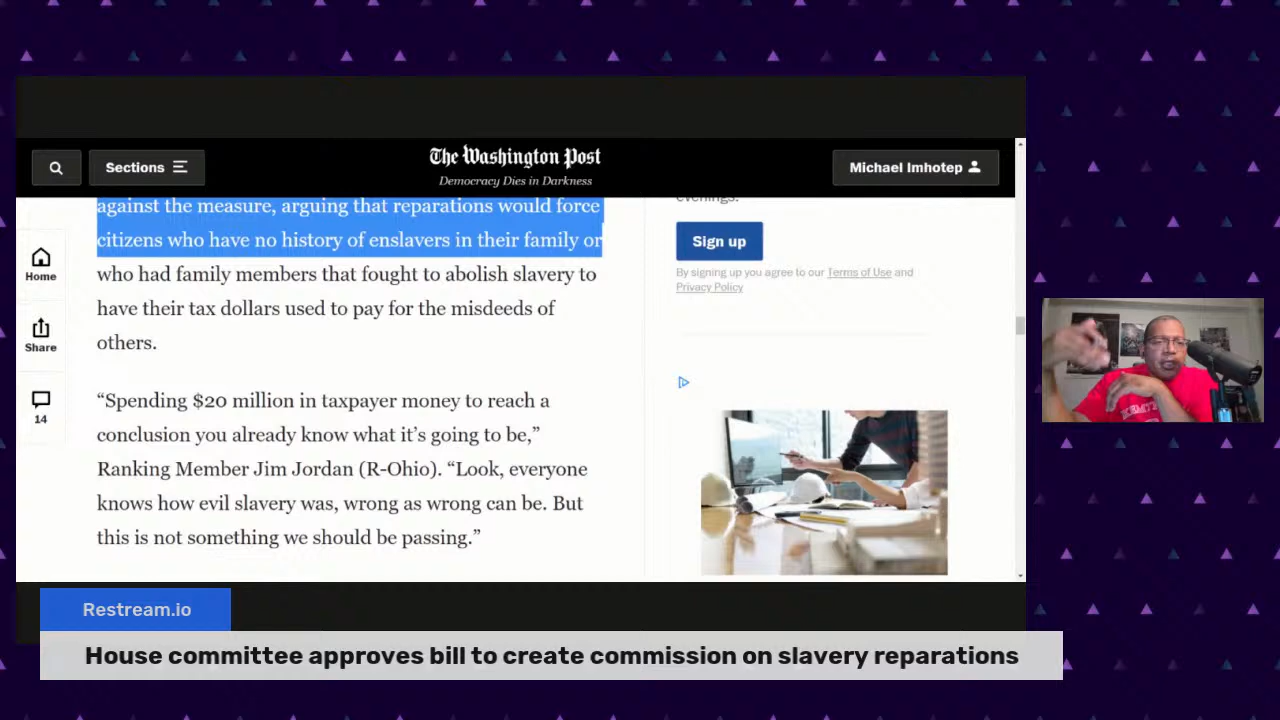 The Washington Post
Democracy Dies in Darkness
Sections
Michael Imhotep
against the measure, arguing that reparations would force
citizens who have no history of enslavers in their family or
who had family members that fought to abolish slavery to
have their tax dollars used to pay for the misdeeds of
others.
“Spending $20 million in taxpayer money to reach a
conclusion you already know what it’s going to be,”
Ranking Member Jim Jordan (R-Ohio). “Look, everyone
knows how evil slavery was, wrong as wrong can be. But
this is not something we should be passing.”
Home
Share
14
evenings.
Sign up
By signing up you agree to our Terms of Use and
Privacy Policy
Restream.io
House committee approves bill to create commission on slavery reparations